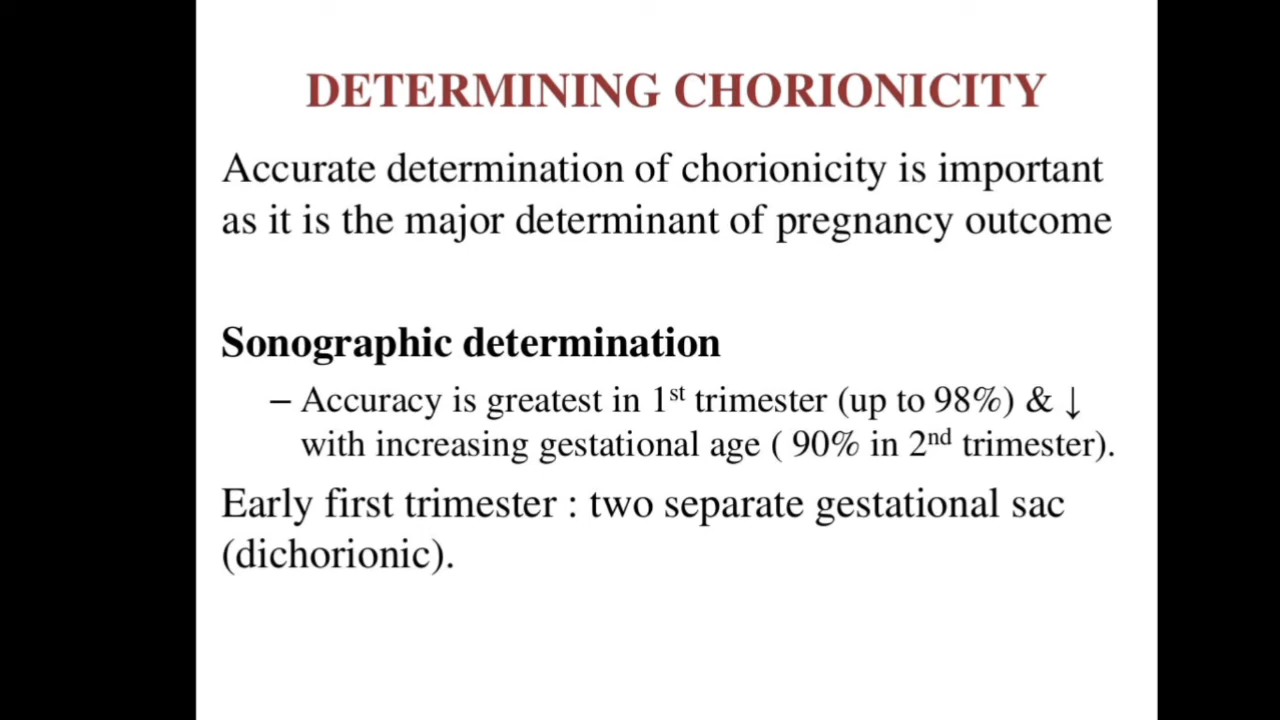 DETERMINING CHORIONICITY
Accurate determination of chorionicity is important
as it is the major determinant of pregnancy outcome
Sonographic determination
– Accuracy is greatest in 1st trimester (up to 98%) & ↓
with increasing gestational age ( 90% in 2nd trimester).
Early first trimester : two separate gestational sac
(dichorionic).